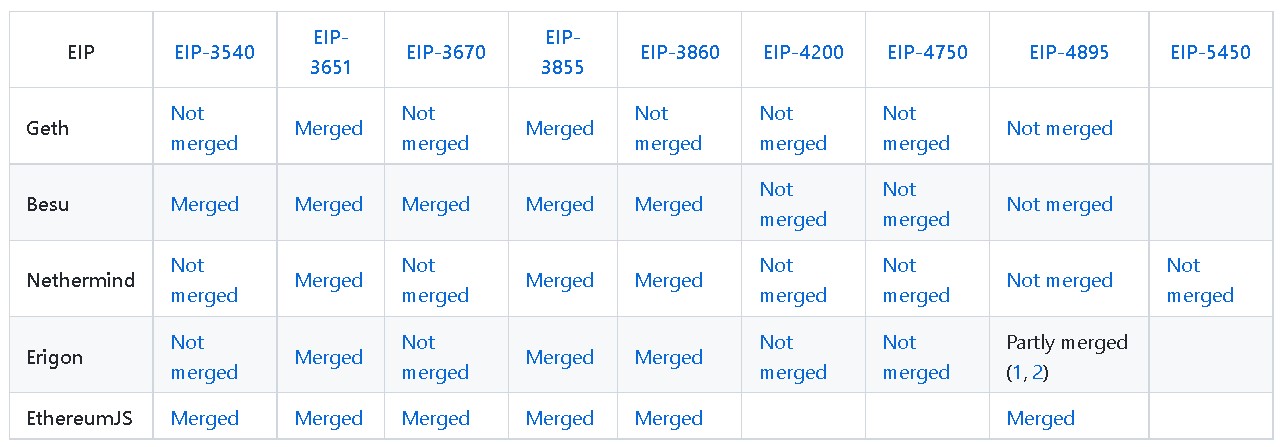 EIP EIP-3540 EIP-3651 EIP-3670 EIP-3855 EIP-3860 EIP-4200 EIP-4750 EIP-4895 EIP-5450
Geth Not merged Merged Not merged Merged Not merged Not merged Not merged Not merged
Besu Merged Merged Merged Merged Merged Not merged Not merged Not merged
Nethermind Not merged Merged Not merged Merged Merged Not merged Not merged Not merged Not merged
Erigon Not merged Merged Not merged Merged Merged Not merged Not merged Partly merged (1, 2)
EthereumJS Merged Merged Merged Merged Merged Merged